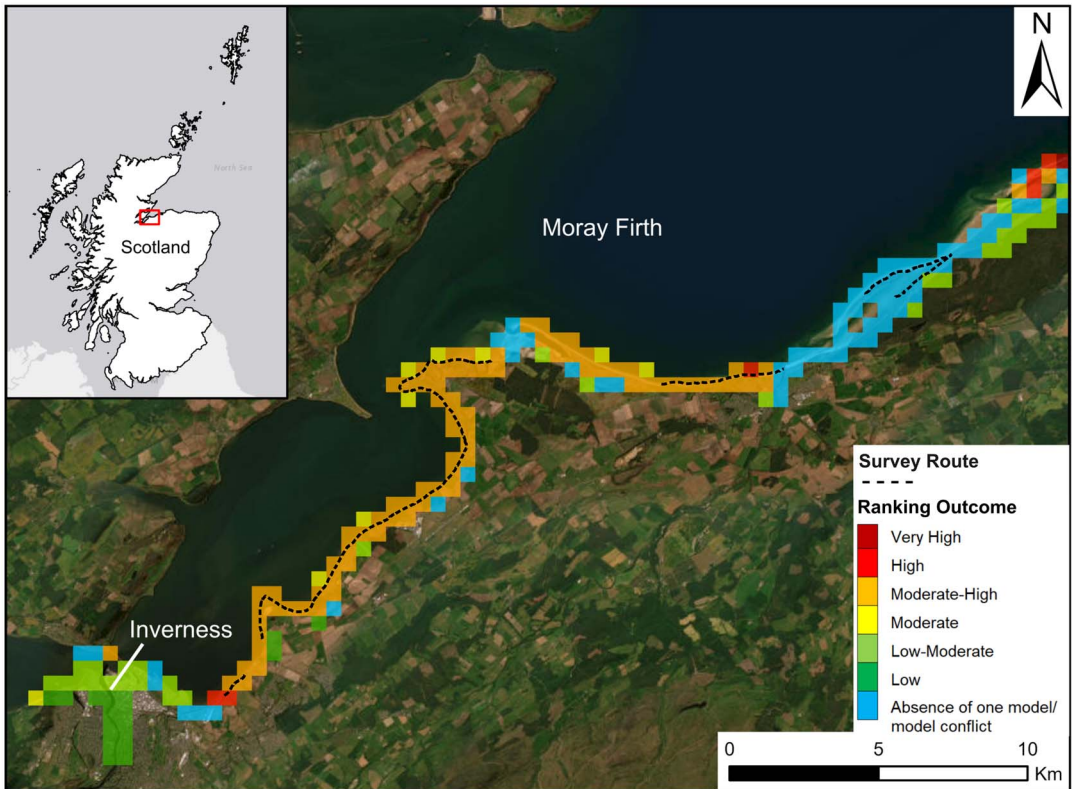 North Sea
Scotland
N
Moray Firth
Inverness
Survey Route
Ranking Outcome
Very High
High
Moderate-High
Moderate
Low-Moderate
Low
Absence of one model/
model conflict
0 5 10
Km